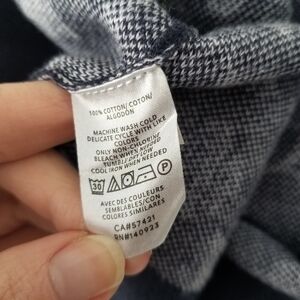 100% COTTON/COTON/
ALGODÓN
MACHINE WASH COLD
DELICATE CYCLE WITH LIKE
COLORS
ONLY NON-CHLORINE
BLEACH WHEN NEEDED
TUMBLE DRY LOW
COOL IRON WHEN NEEDED
30
AVEC DES COULEURS
SEMBLABLES/CON
COLORES SIMILARES
CA#57421
RN#140923